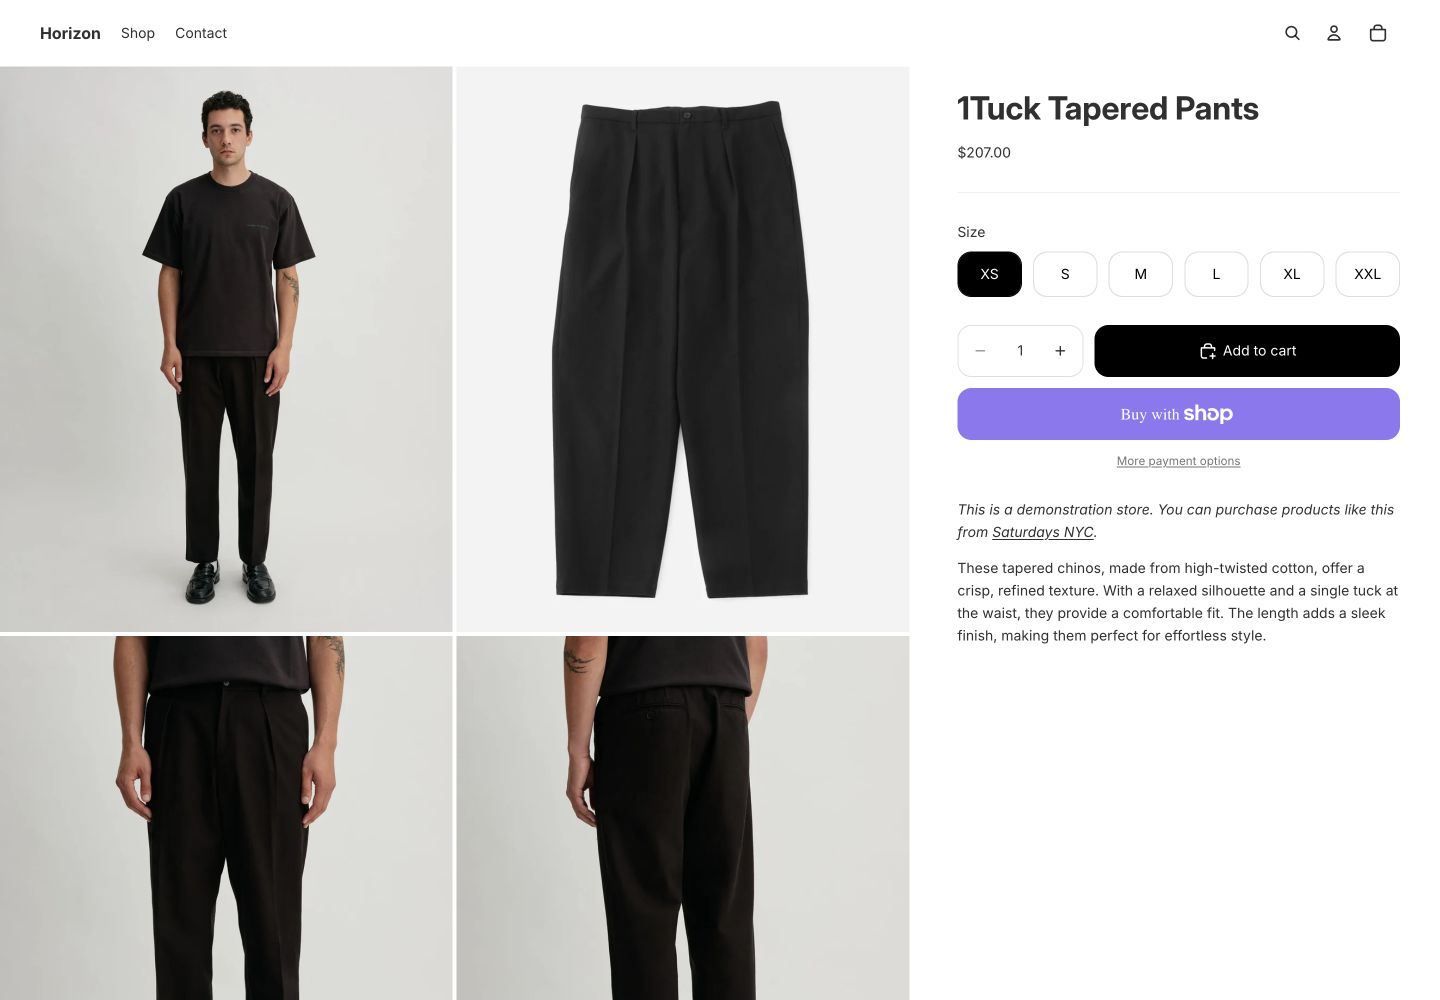 Horizon
Shop
Contact
1Tuck Tapered Pants
$207.00
Size
XS
S
M
L
XL
XXL
1
Add to cart
Buy with shop
More payment options
This is a demonstration store. You can purchase products like this
from Saturdays NYC.
These tapered chinos, made from high-twisted cotton, offer a
crisp, refined texture. With a relaxed silhouette and a single tuck at
the waist, they provide a comfortable fit. The length adds a sleek
finish, making them perfect for effortless style.